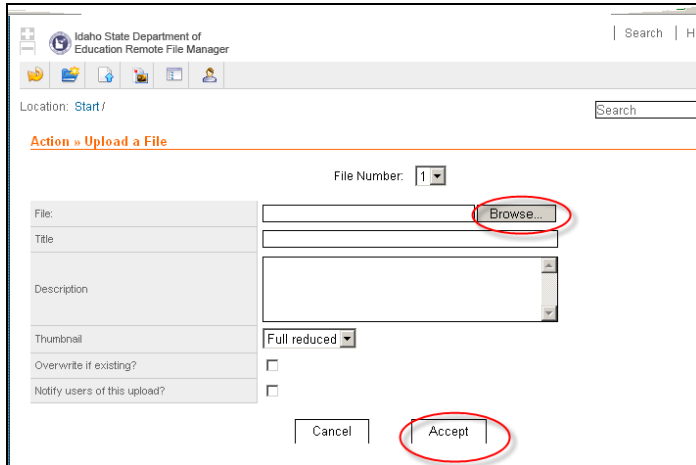 Idaho State Department of
Education Remote File Manager
| Search | H
Location: Start /
Search
Action » Upload a File
File Number: 1
File:
Browse...
Title
Description
Thumbnail
Full reduced
Overwrite if existing?
Notify users of this upload?
Cancel
Accept